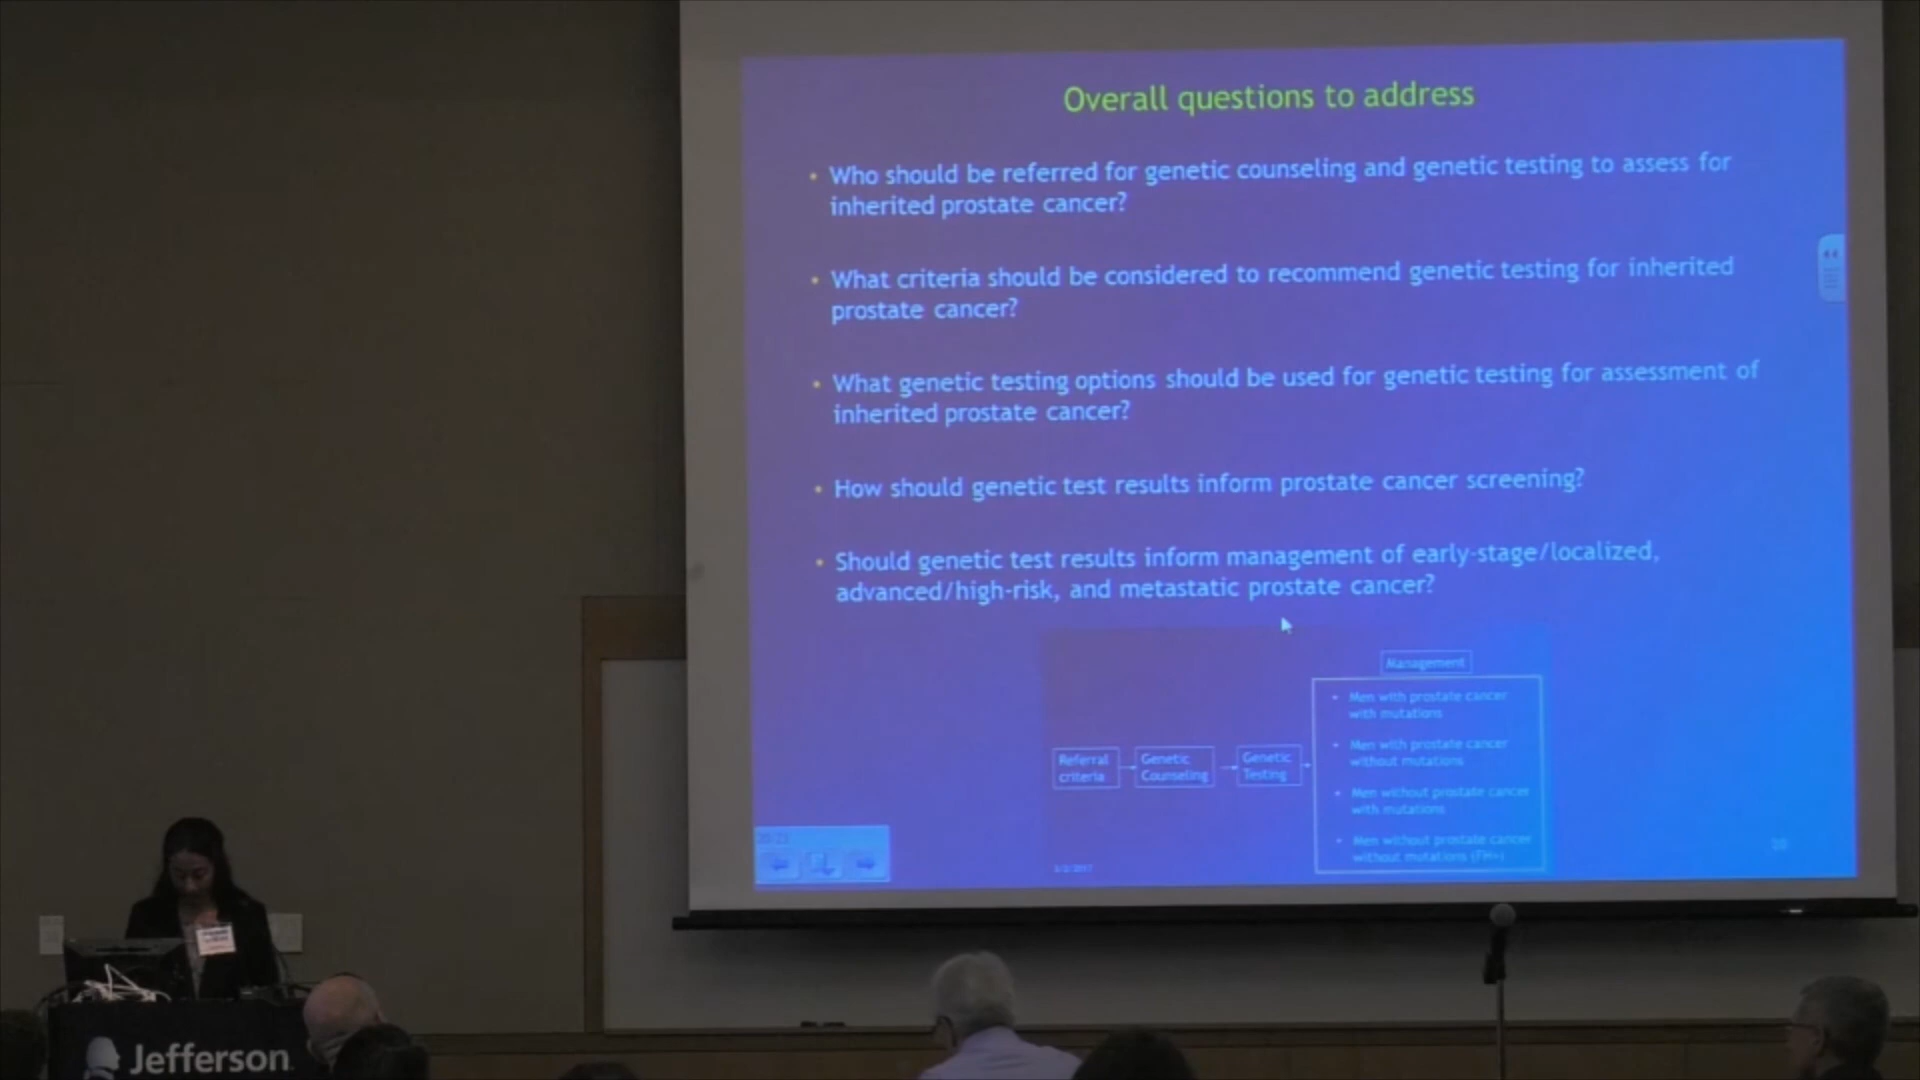 Overall questions to address
• Who should be referred for genetic counseling and genetic testing to assess for
inherited prostate cancer?
• What criteria should be considered to recommend genetic testing for inherited
prostate cancer?
• What genetic testing options should be used for genetic testing for assessment of
inherited prostate cancer?
• How should genetic test results inform prostate cancer screening?
• Should genetic test results inform management of early-stage/localized,
advanced/high-risk, and metastatic prostate cancer?
Management
Referral
criteria
Genetic
Counseling
Genetic
Testing
• Men with prostate cancer
with mutations
• Men with prostate cancer
without mutations
• Men without prostate cancer
with mutations
• Men without prostate cancer
without mutations (FH+)
20
Jefferson